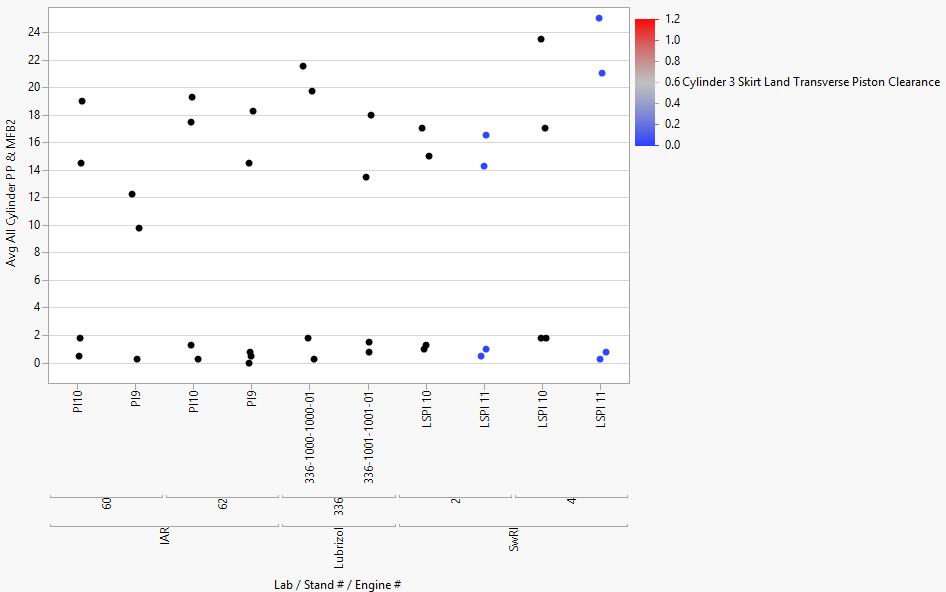 Avg All Cylinder PP & MFB2
24
22
20
18
16
14
12
10
8
6
4
2
0
1.2
1.0
0.8
0.6 Cylinder 3 Skirt Land Transverse Piston Clearance
0.4
0.2
0.0
PI10
PI9
PI10
PI9
336-1000-1000-01
336-1001-1001-01
LSPI 10
LSPI 11
LSPI 10
LSPI 11
60
62
336
2
4
IAR
Lubrizol
SwRI
Lab / Stand # / Engine #